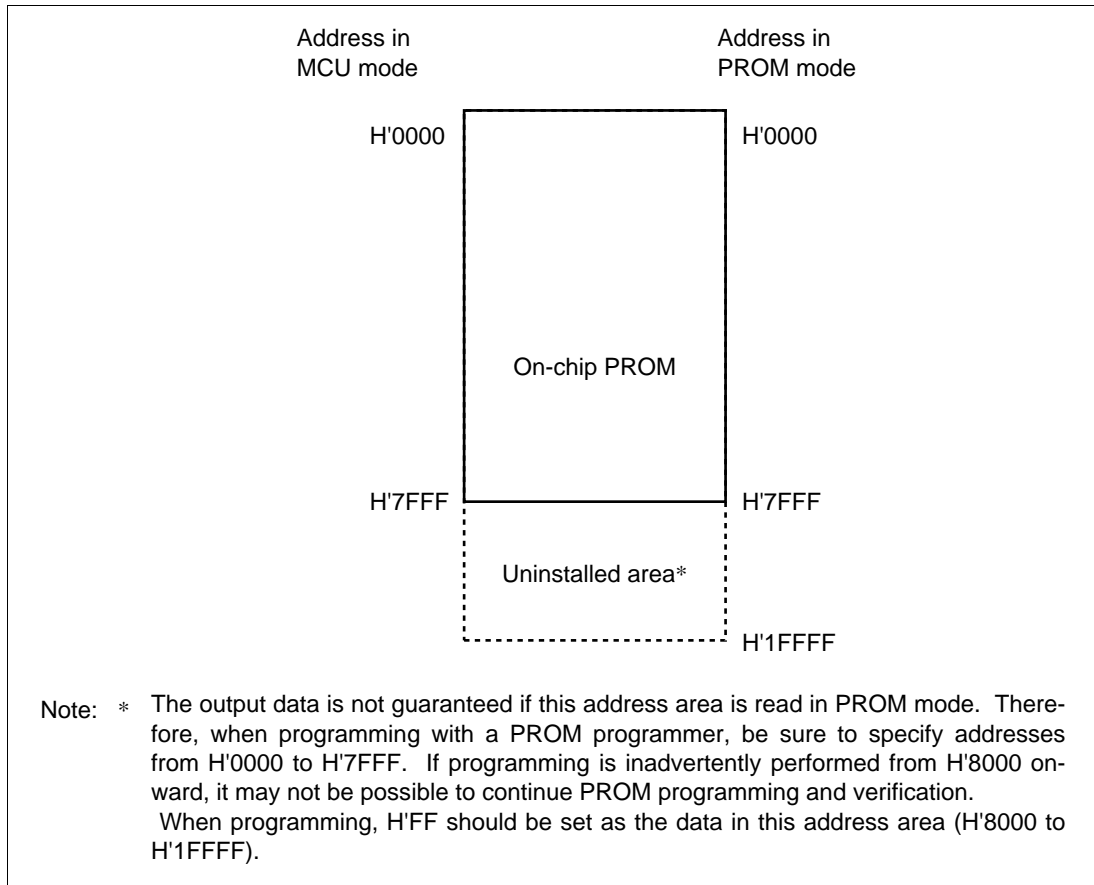 Address in
MCU mode
Address in
PROM mode
H'0000
H'0000
On-chip PROM
H'7FFF
H'7FFF
Uninstalled area*
H'1FFFF
Note: * The output data is not guaranteed if this address area is read in PROM mode. There-
fore, when programming with a PROM programmer, be sure to specify addresses
from H'0000 to H'7FFF. If programming is inadvertently performed from H'8000 on-
ward, it may not be possible to continue PROM programming and verification.
When programming, H'FF should be set as the data in this address area (H'8000 to
H'1FFFF).